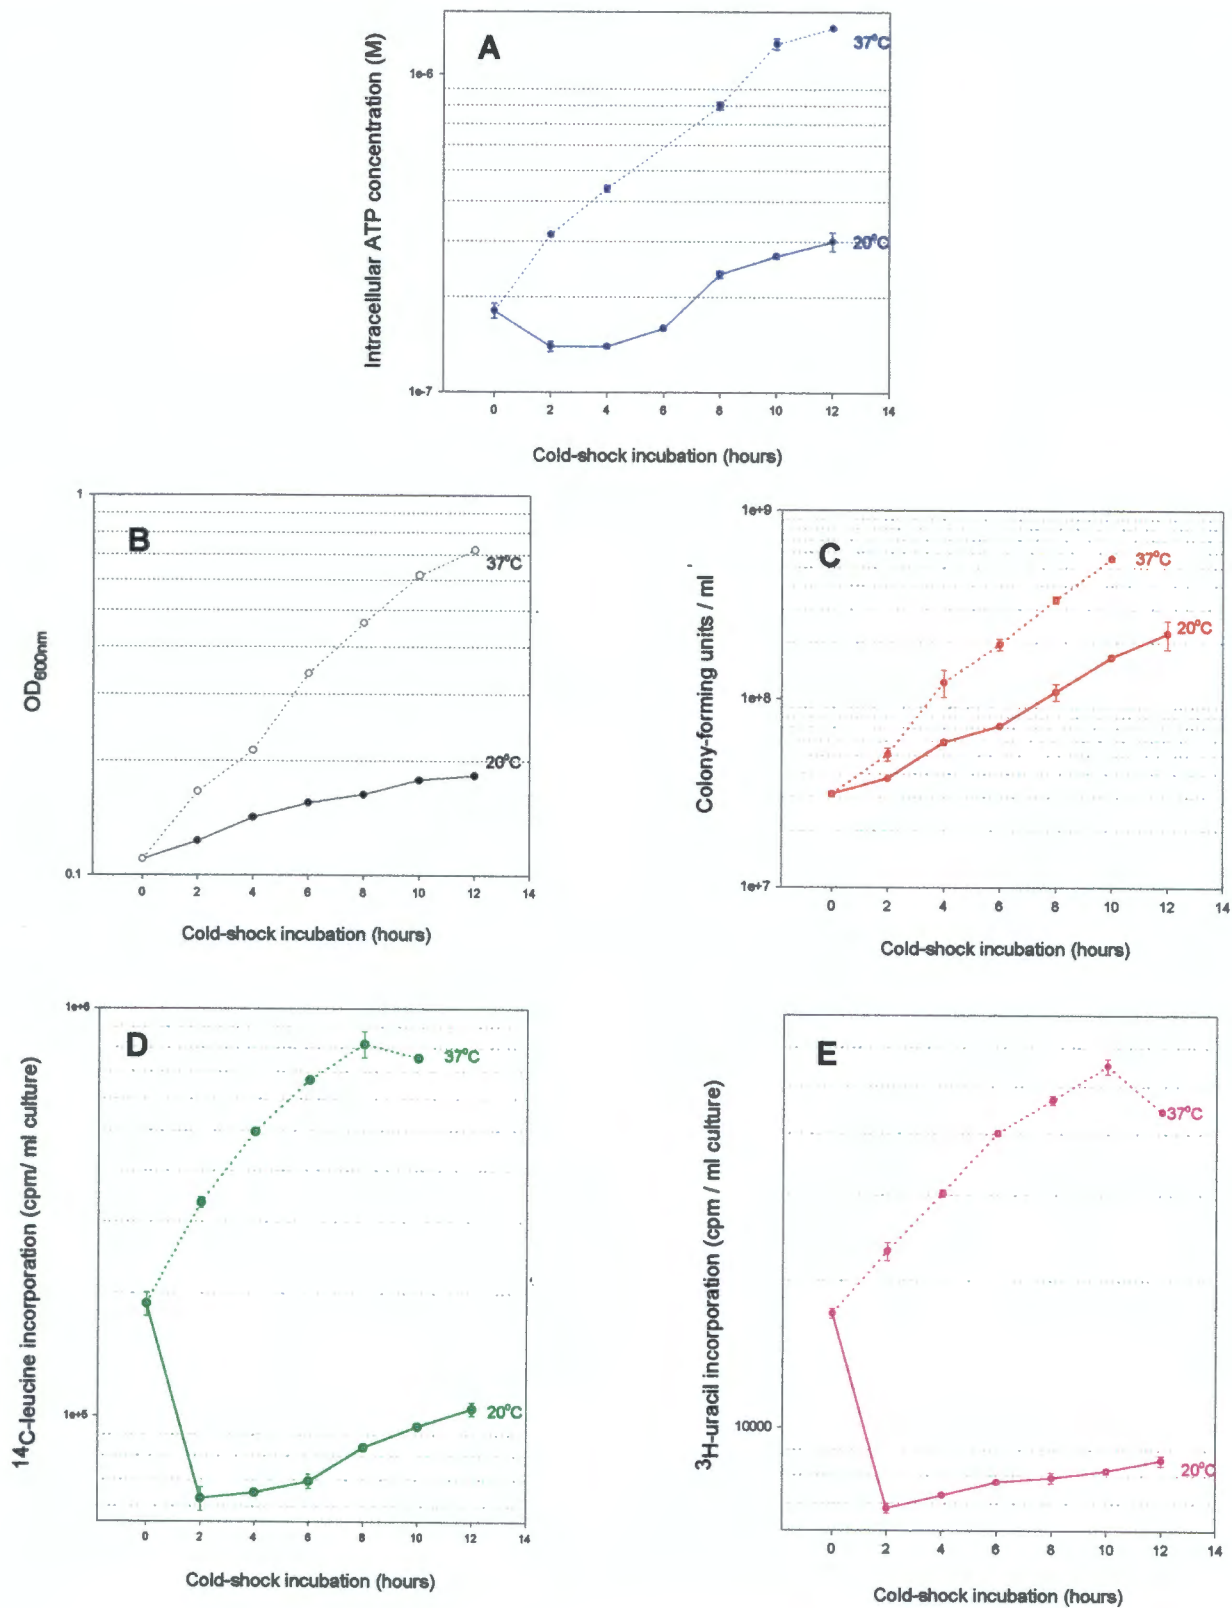 A
Intracellular ATP concentration (M)
1e-6
1e-7
37°C
20°C
0 2 4 6 8 10 12 14
Cold-shock incubation (hours)
B
OD600nm
1
0.1
37°C
20°C
0 2 4 6 8 10 12 14
Cold-shock incubation (hours)
C
Colony-forming units / ml
1e+9
1e+8
1e+7
37°C
20°C
0 2 4 6 8 10 12 14
Cold-shock incubation (hours)
D
14C-leucine incorporation (cpm/ ml culture)
1e+6
1e+5
37°C
20°C
0 2 4 6 8 10 12 14
Cold-shock incubation (hours)
E
3H-uracil incorporation (cpm / ml culture)
10000
37°C
20°C
0 2 4 6 8 10 12 14
Cold-shock incubation (hours)